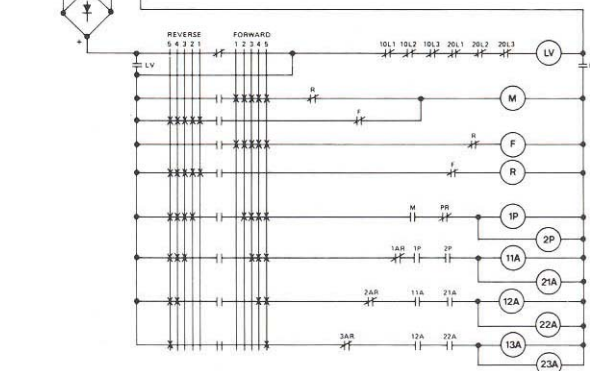 REVERSE FORWARD
5 4 3 2 1 1 2 3 4 5
10L1 10L2 10L3 20L1 20L2 20L3
LV
LV
R
M
F
R
F
F
R
M PR
1P
2P
1AR 1P 2P
11A
21A
2AR 11A 21A
12A
22A
3AR 12A 22A
13A
23A